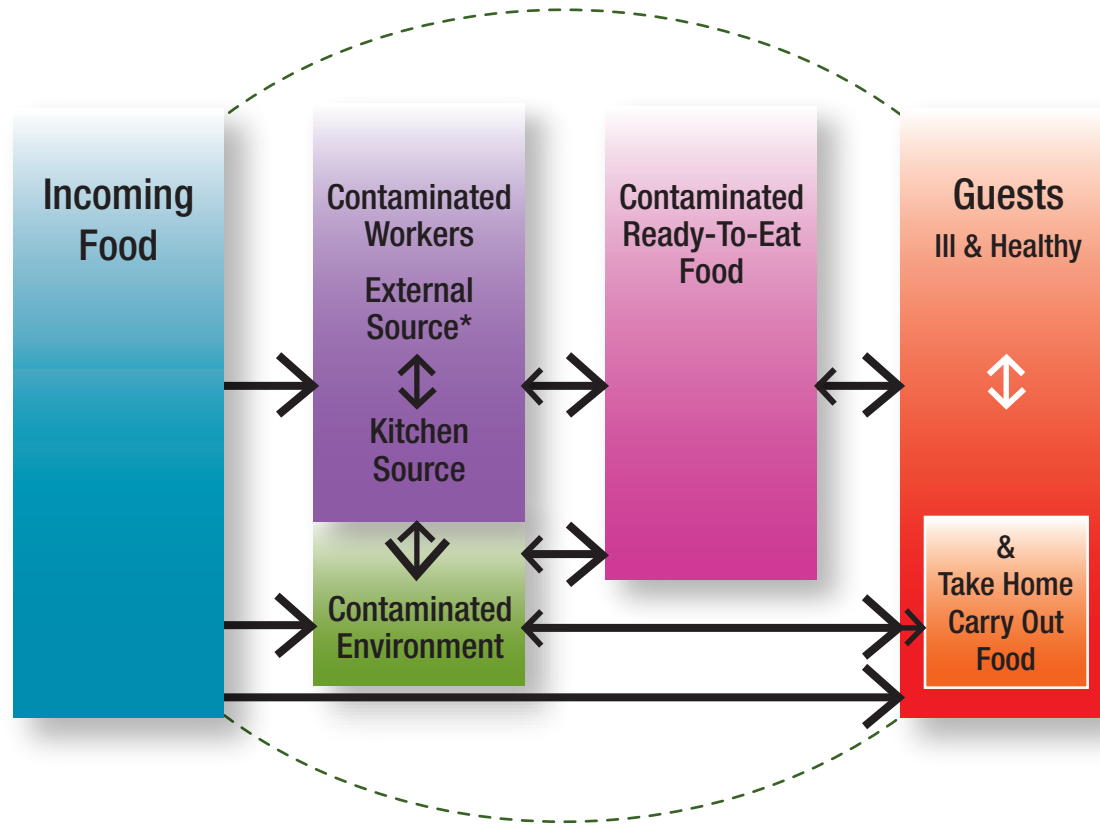 Incoming
Food
Contaminated
Workers
External
Source*
Kitchen
Source
Contaminated
Environment
Contaminated
Ready-To-Eat
Food
Guests
Ill & Healthy
&
Take Home
Carry Out
Food